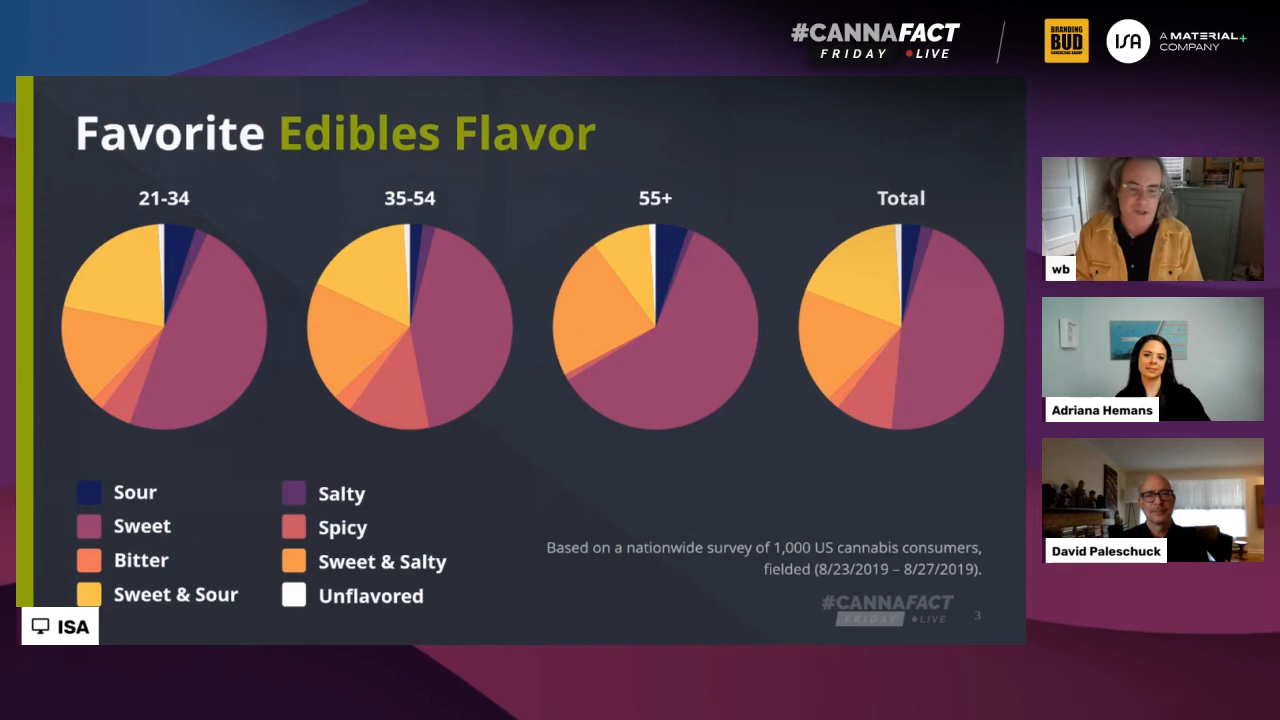 #CANNAFACT
FRIDAY LIVE
BRANDING
BUD
CONSULTING GROUP
ISA
A MATERIAL+
COMPANY
Favorite Edibles Flavor
21-34
35-54
55+
Total
Sour
Salty
Sweet
Spicy
Bitter
Sweet & Salty
Sweet & Sour
Unflavored
Based on a nationwide survey of 1,000 US cannabis consumers,
fielded (8/23/2019 – 8/27/2019).
#CANNAFACT
FRIDAY LIVE
3
ISA
wb
Adriana Hemans
David Paleschuck